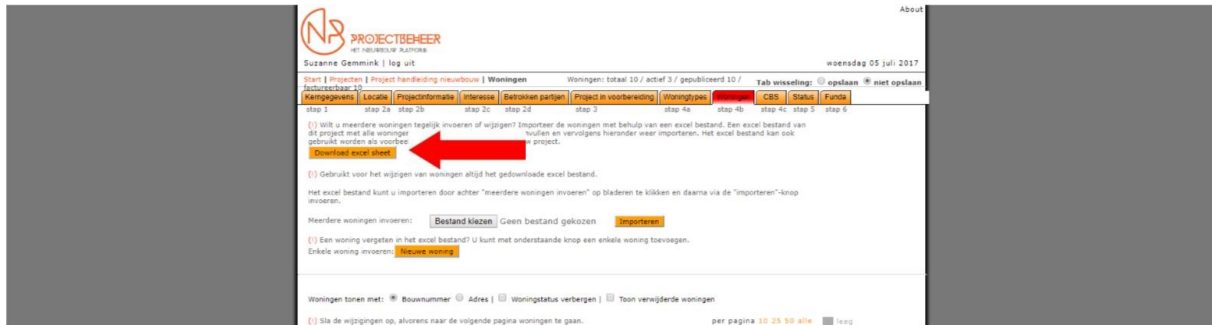 About
PROJECTBEHEER
HET NIEUWBOUW PLATFORM
Suzanne Gemmink | log uit
woensdag 05 juli 2017
Start | Projecten | Project handleiding nieuwbouw | Woningen
Woningen: totaal 10 / actief 3 / gepubliceerd 10 /
factureerbaar 10
Tab wisseling: opslaan niet opslaan
Kerngegevens Locatie Projectinformatie Interesse Betrokken partijen Project in voorbereiding Woningtypes Woningen CBS Status Funda
stap 1 stap 2a stap 2b stap 2c stap 2d stap 3 stap 4a stap 4b stap 4c stap 5 stap 6
(!) Wilt u meerdere woningen tegelijk invoeren of wijzigen? Importeer de woningen met behulp van een excel bestand. Een excel bestand van
dit project met alle woningen nvullen en vervolgens hieronder weer importeren. Het excel bestand kan ook
gebruikt worden als voorbee w project.
Download excel sheet
(!) Gebruikt voor het wijzigen van woningen altijd het gedownloade excel bestand.
Het excel bestand kunt u importeren door achter "meerdere woningen invoeren" op bladeren te klikken en daarna via de "importeren"-knop
invoeren.
Meerdere woningen invoeren: Bestand kiezen Geen bestand gekozen Importeren
(!) Een woning vergeten in het excel bestand? U kunt met onderstaande knop een enkele woning toevoegen.
Enkele woning invoeren: Nieuwe woning
Woningen tonen met: Bouwnummer Adres | Woningstatus verbergen | Toon verwijderde woningen
(!) Sla de wijzigingen op, alvorens naar de volgende pagina woningen te gaan.
per pagina 10 25 50 alle leeg